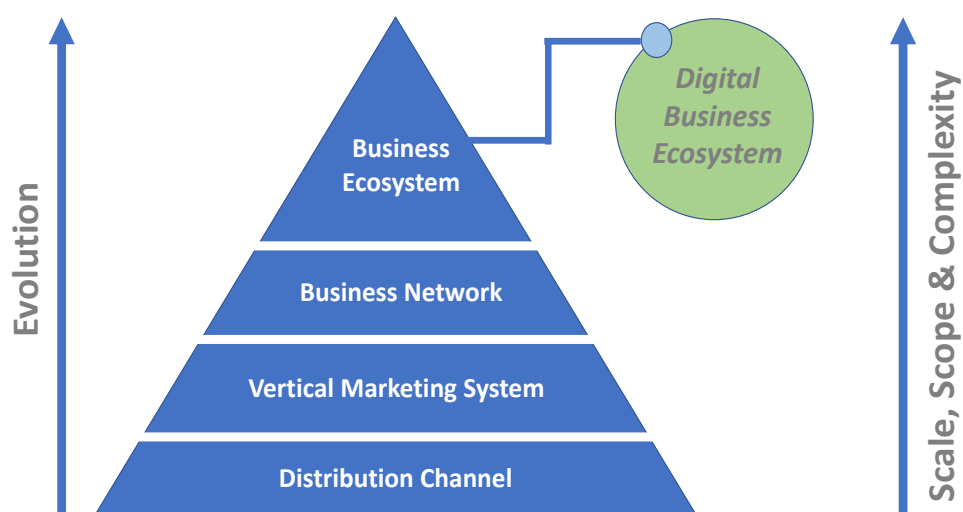 Evolution
Business
Ecosystem
Digital
Business
Ecosystem
Business Network
Vertical Marketing System
Distribution Channel
Scale, Scope & Complexity